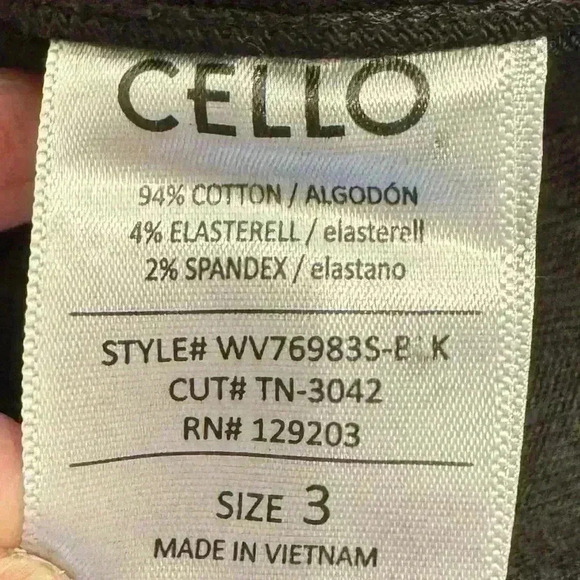 CELLO
94% COTTON / ALGODÓN
4% ELASTERELL / elasterell
2% SPANDEX / elastano
STYLE#
CUT# TN-3042
RN# 129203
SIZE 3
MADE IN VIETNAM